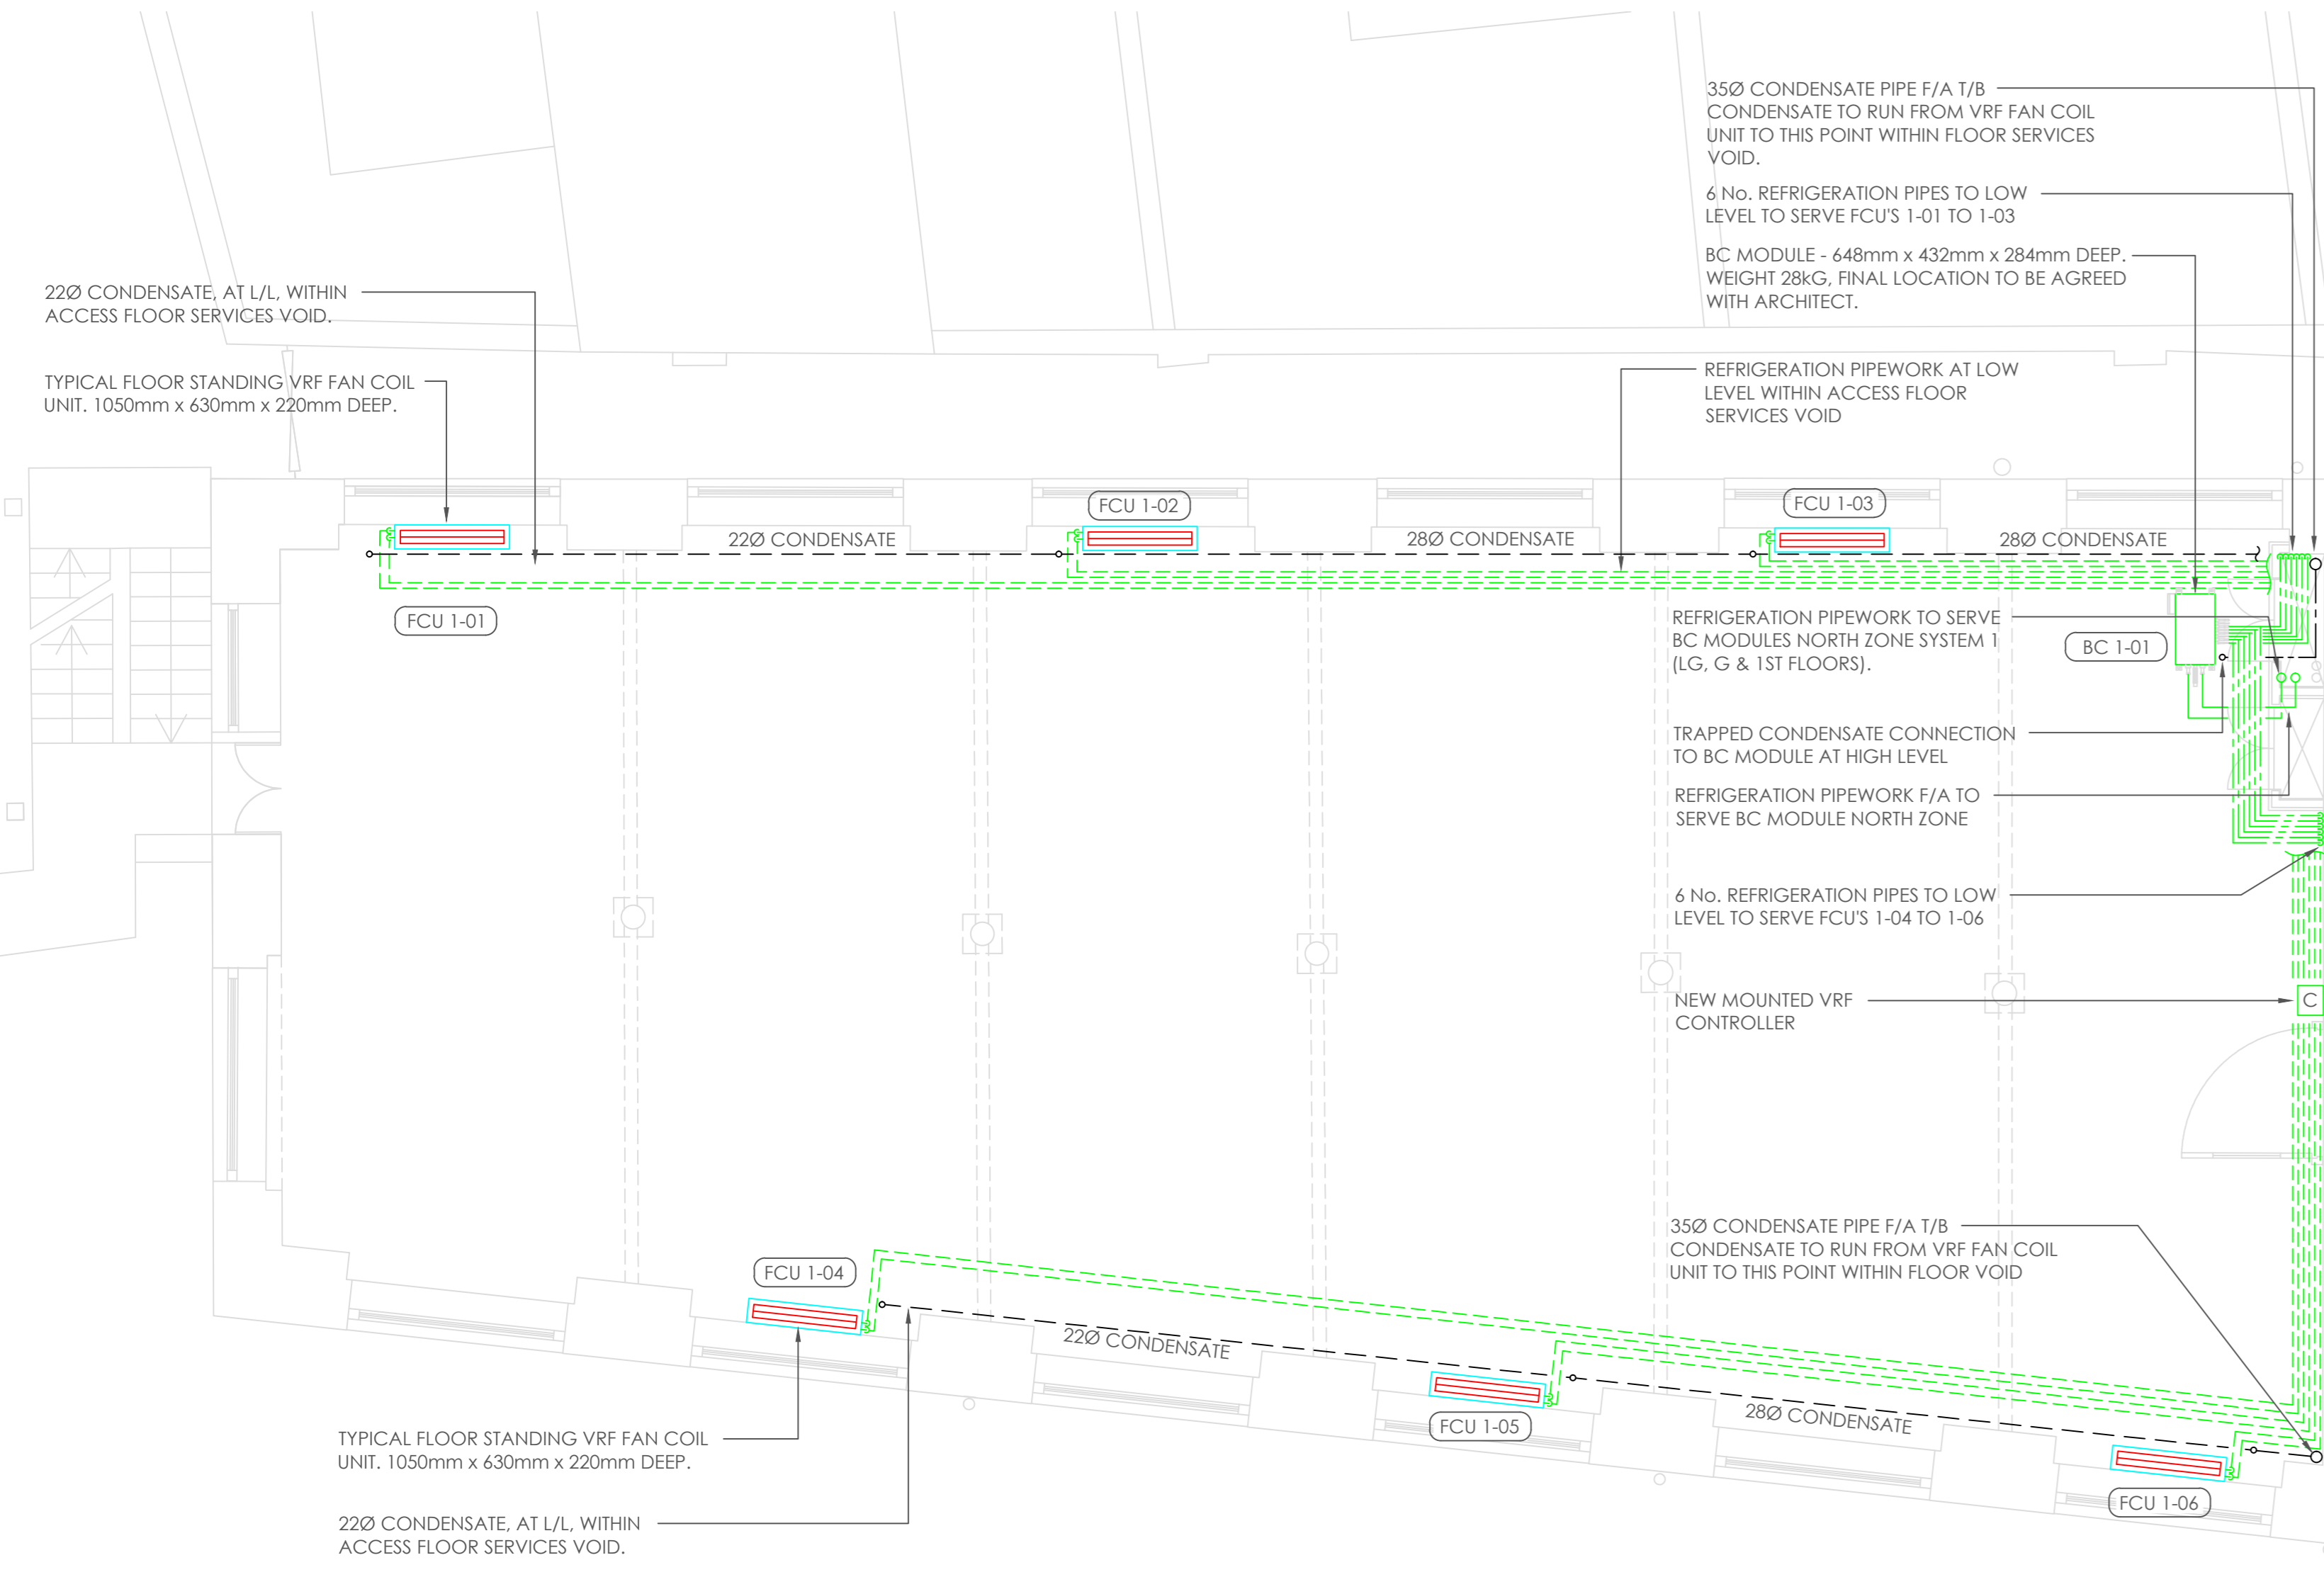 35Ø CONDENSATE PIPE F/A T/B
CONDENSATE TO RUN FROM VRF FAN COIL
UNIT TO THIS POINT WITHIN FLOOR SERVICES
VOID.
6 No. REFRIGERATION PIPES TO LOW
LEVEL TO SERVE FCU'S 1-01 TO 1-03
BC MODULE - 648mm x 432mm x 284mm DEEP.
WEIGHT 28kG, FINAL LOCATION TO BE AGREED
WITH ARCHITECT.
22Ø CONDENSATE, AT L/L, WITHIN
ACCESS FLOOR SERVICES VOID.
TYPICAL FLOOR STANDING VRF FAN COIL
UNIT. 1050mm x 630mm x 220mm DEEP.
REFRIGERATION PIPEWORK AT LOW
LEVEL WITHIN ACCESS FLOOR
SERVICES VOID
FCU 1-02
FCU 1-03
22Ø CONDENSATE
28Ø CONDENSATE
28Ø CONDENSATE
FCU 1-01
REFRIGERATION PIPEWORK TO SERVE
BC MODULES NORTH ZONE SYSTEM 1
(LG, G & 1ST FLOORS).
BC 1-01
TRAPPED CONDENSATE CONNECTION
TO BC MODULE AT HIGH LEVEL
REFRIGERATION PIPEWORK F/A TO
SERVE BC MODULE NORTH ZONE
6 No. REFRIGERATION PIPES TO LOW
LEVEL TO SERVE FCU'S 1-04 TO 1-06
NEW MOUNTED VRF
CONTROLLER
C
35Ø CONDENSATE PIPE F/A T/B
CONDENSATE TO RUN FROM VRF FAN COIL
UNIT TO THIS POINT WITHIN FLOOR VOID
FCU 1-04
22Ø CONDENSATE
28Ø CONDENSATE
FCU 1-05
FCU 1-06
TYPICAL FLOOR STANDING VRF FAN COIL
UNIT. 1050mm x 630mm x 220mm DEEP.
22Ø CONDENSATE, AT L/L, WITHIN
ACCESS FLOOR SERVICES VOID.